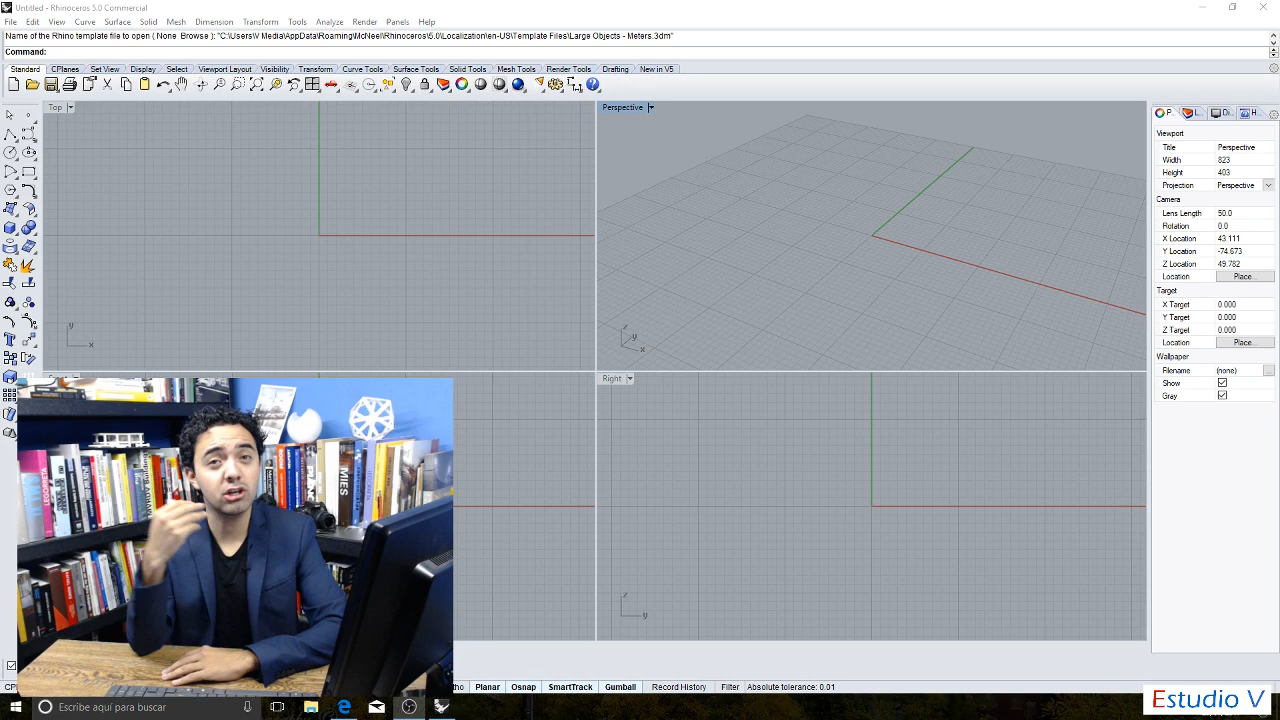 Untitled - Rhinoceros 5.0 Commercial
File Edit View Curve Surface Solid Mesh Dimension Transform Tools Analyze Render Panels Help
Name of the Rhino template file to open ( None  Browse ): "C:\Users\V Media\AppData\Roaming\McNeel\Rhinoceros\5.0\Localization\en-US\Template Files\Large Objects - Meters.3dm"
Command:
Standard CPlanes Set View Display Select Viewport Layout Visibility Transform Curve Tools Surface Tools Solid Tools Mesh Tools Render Tools Drafting New in V5
Top
Perspective
P.. L... Di... H...
Viewport
Title Perspective
Width 823
Height 403
Projection Perspective
Camera
Lens Length 50.0
Rotation 0.0
X Location 43.111
Y Location -74.673
Z Location 49.782
Location Place...
Target
X Target 0.000
Y Target 0.000
Z Target 0.000
Location Place...
Wallpaper
Filename (none) ...
Show
Gray
y
x
z
y
x
Right
z
y
MIES
Planar Osnap SmartTrack Gumball Record History Filter Absolute tolerance: 0.01
Escribe aquí para buscar
Estudio V